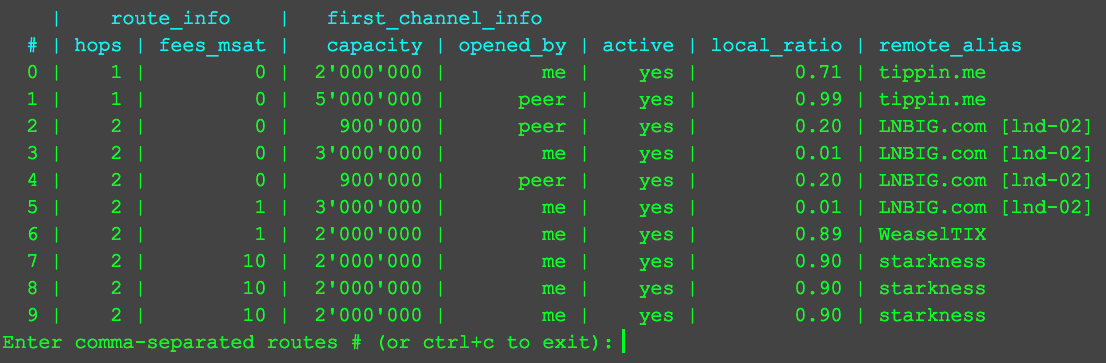 | route_info | first_channel_info
# | hops | fees_msat | capacity | opened_by | active | local_ratio | remote_alias
0 | 1 | 0 | 2'000'000 | me | yes | 0.71 | tippin.me
1 | 1 | 0 | 5'000'000 | peer | yes | 0.99 | tippin.me
2 | 2 | 0 | 900'000 | peer | yes | 0.20 | LNBIG.com [lnd-02]
3 | 2 | 0 | 3'000'000 | me | yes | 0.01 | LNBIG.com [lnd-02]
4 | 2 | 0 | 900'000 | peer | yes | 0.20 | LNBIG.com [lnd-02]
5 | 2 | 1 | 3'000'000 | me | yes | 0.01 | LNBIG.com [lnd-02]
6 | 2 | 1 | 2'000'000 | me | yes | 0.89 | WeaselTIX
7 | 2 | 10 | 2'000'000 | me | yes | 0.90 | starkness
8 | 2 | 10 | 2'000'000 | me | yes | 0.90 | starkness
9 | 2 | 10 | 2'000'000 | me | yes | 0.90 | starkness
Enter comma-separated routes # (or ctrl+c to exit):